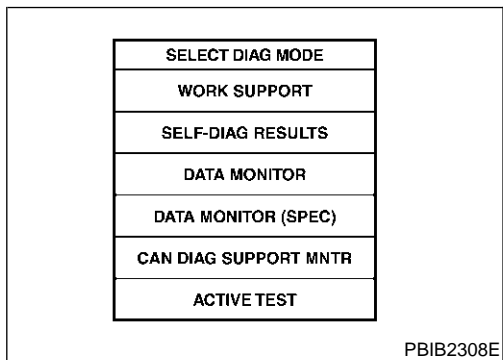 SELECT DIAG MODE
WORK SUPPORT
SELF-DIAG RESULTS
DATA MONITOR
DATA MONITOR (SPEC)
CAN DIAG SUPPORT MNTR
ACTIVE TEST
PBIB2308E